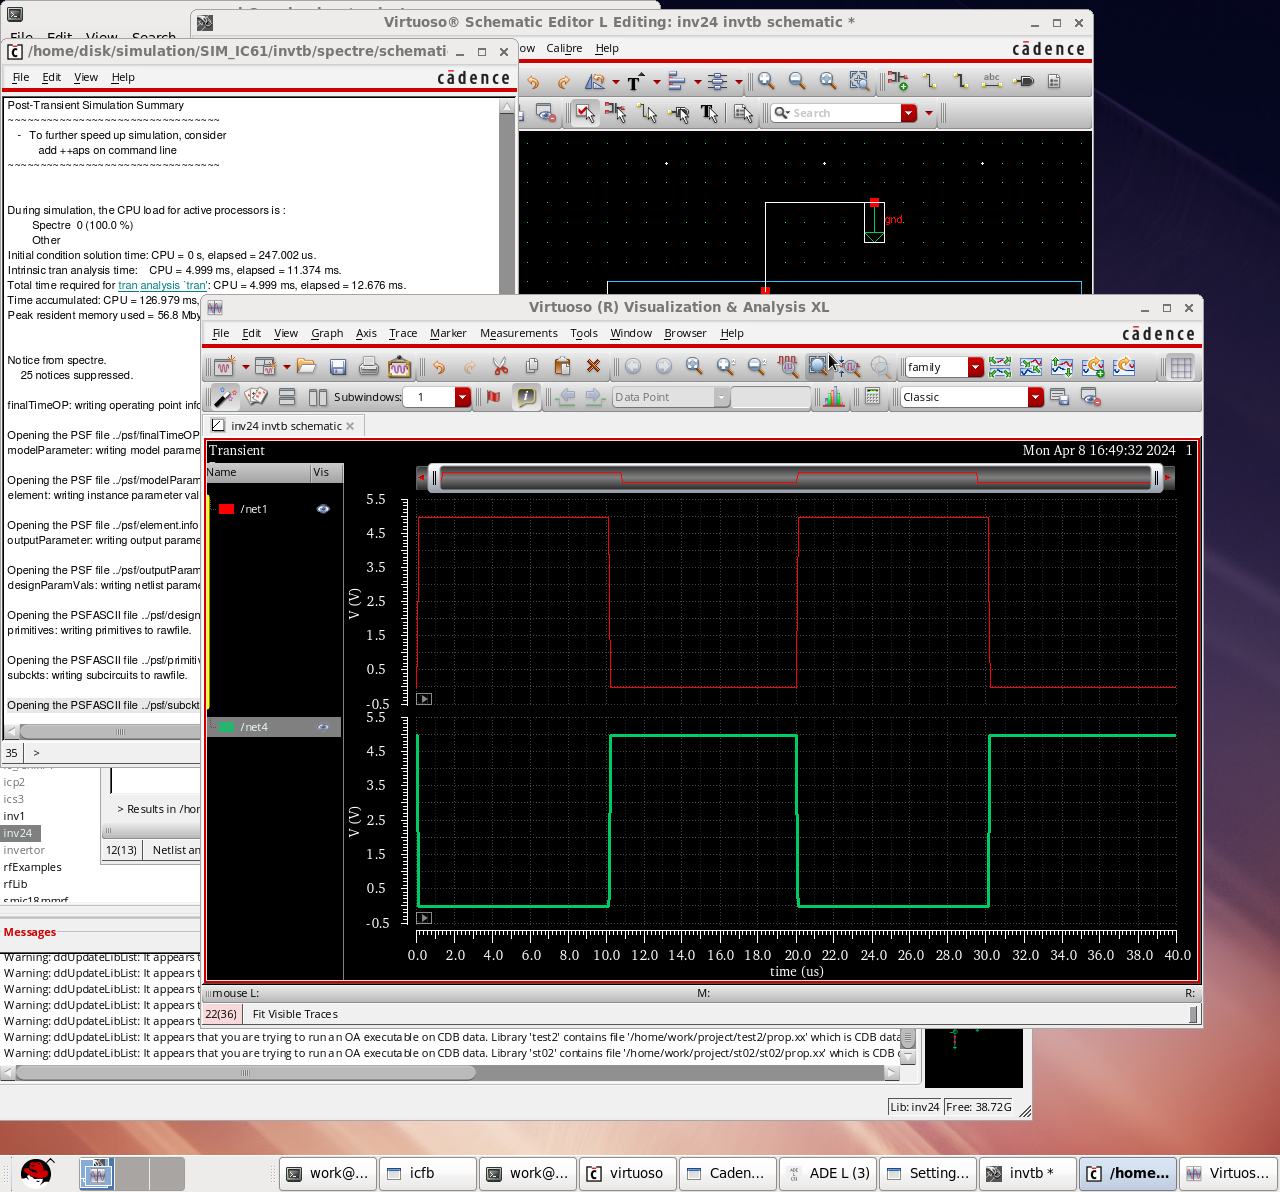 File Edit View Search
Virtuoso® Schematic Editor L Editing: inv24 invtb schematic *
ow Calibre Help
cādence
abc
Search
gnd.
/home/disk/simulation/SIM_IC61/invtb/spectre/schemati
File Edit View Help
cādence
Post-Transient Simulation Summary
~~~~~~~~~~~~~~~~~~~~~~~~~~~~~~~~
- To further speed up simulation, consider
add ++aps on command line
~~~~~~~~~~~~~~~~~~~~~~~~~~~~~~~~
During simulation, the CPU load for active processors is :
Spectre 0 (100.0 %)
Other
Initial condition solution time: CPU = 0 s, elapsed = 247.002 us.
Intrinsic tran analysis time: CPU = 4.999 ms, elapsed = 11.374 ms.
Total time required for tran analysis `tran': CPU = 4.999 ms, elapsed = 12.676 ms.
Time accumulated: CPU = 126.979 ms,
Peak resident memory used = 56.8 Mby
Notice from spectre.
25 notices suppressed.
finalTimeOP: writing operating point info
Opening the PSF file ../psf/finalTimeOP
modelParameter: writing model parame
Opening the PSF file ../psf/modelParam
element: writing instance parameter val
Opening the PSF file ../psf/element.info
outputParameter: writing output parame
Opening the PSF file ../psf/outputParam
designParamVals: writing netlist parame
Opening the PSFASCII file ../psf/design
primitives: writing primitives to rawfile.
Opening the PSFASCII file ../psf/primitiv
subckts: writing subcircuits to rawfile.
Opening the PSFASCII file ../psf/subckt
35 >
Virtuoso (R) Visualization & Analysis XL
File Edit View Graph Axis Trace Marker Measurements Tools Window Browser Help
cādence
family
Subwindows: 1
Data Point
Classic
inv24 invtb schematic
Transient
Mon Apr 8 16:49:32 2024 1
Name Vis
/net1
5.5
4.5
3.5
2.5
1.5
0.5
-0.5
V (V)
/net4
5.5
4.5
3.5
2.5
1.5
0.5
-0.5
V (V)
0.0 2.0 4.0 6.0 8.0 10.0 12.0 14.0 16.0 18.0 20.0 22.0 24.0 26.0 28.0 30.0 32.0 34.0 36.0 38.0 40.0
time (us)
mouse L: M: R:
22(36) Fit Visible Traces
icp2
ics3
inv1
inv24
invertor
rfExamples
rfLib
smic18mmrf
> Results in /hor
12(13) Netlist an
Messages
Warning: ddUpdateLibList: It appears t
Warning: ddUpdateLibList: It appears t
Warning: ddUpdateLibList: It appears t
Warning: ddUpdateLibList: It appears t
Warning: ddUpdateLibList: It appears t
Warning: ddUpdateLibList: It appears that you are trying to run an OA executable on CDB data. Library 'test2' contains file '/home/work/project/test2/prop.xx' which is CDB data
Warning: ddUpdateLibList: It appears that you are trying to run an OA executable on CDB data. Library 'st02' contains file '/home/work/project/st02/st02/prop.xx' which is CDB
Lib: inv24 Free: 38.72G
work@... icfb work@... virtuoso Caden... ADE L (3) Setting... invtb * /home... Virtuos...